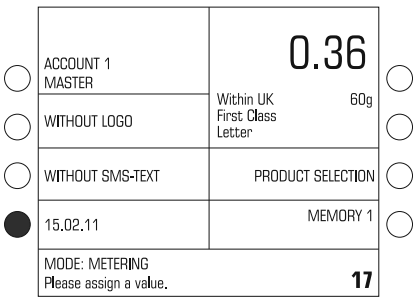 ACCOUNT 1
MASTER
0.36
Within UK 60g
First Class
Letter
WITHOUT LOGO
WITHOUT SMS-TEXT
PRODUCT SELECTION
15.02.11
MEMORY 1
MODE: METERING
Please assign a value. 17